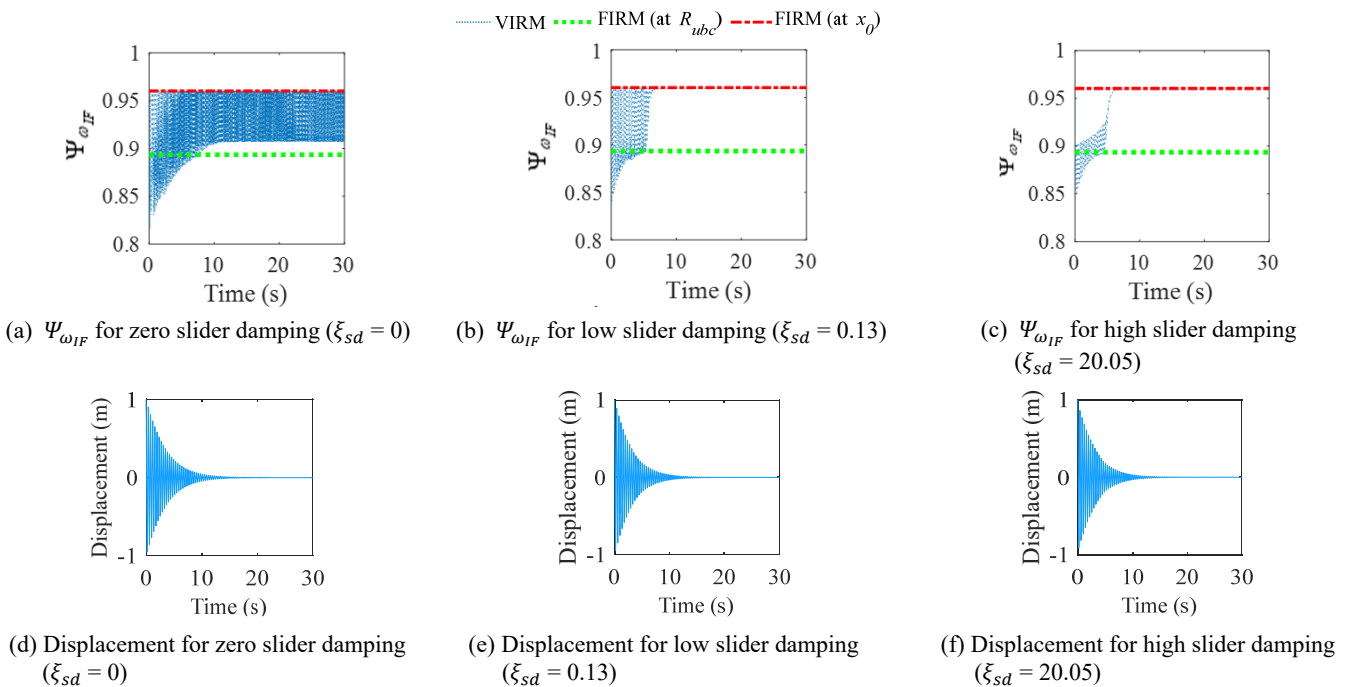 VIRM FIRM (at R_ubc) FIRM (at x_0)
1
0.95
0.9
0.85
0.8
Ψ_ω_IF
0 10 20 30
Time (s)
1
0.95
0.9
0.85
0.8
Ψ_ω_IF
0 10 20 30
Time (s)
1
0.95
0.9
0.85
0.8
Ψ_ω_IF
0 10 20 30
Time (s)
(a) Ψ_ω_IF for zero slider damping (ξ_sd = 0)
(b) Ψ_ω_IF for low slider damping (ξ_sd = 0.13)
(c) Ψ_ω_IF for high slider damping
(ξ_sd = 20.05)
1
0
-1
Displacement (m)
0 10 20 30
Time (s)
1
0
-1
Displacement (m)
0 10 20 30
Time (s)
1
0
-1
Displacement (m)
0 10 20 30
Time (s)
(d) Displacement for zero slider damping
(ξ_sd = 0)
(e) Displacement for low slider damping
(ξ_sd = 0.13)
(f) Displacement for high slider damping
(ξ_sd = 20.05)